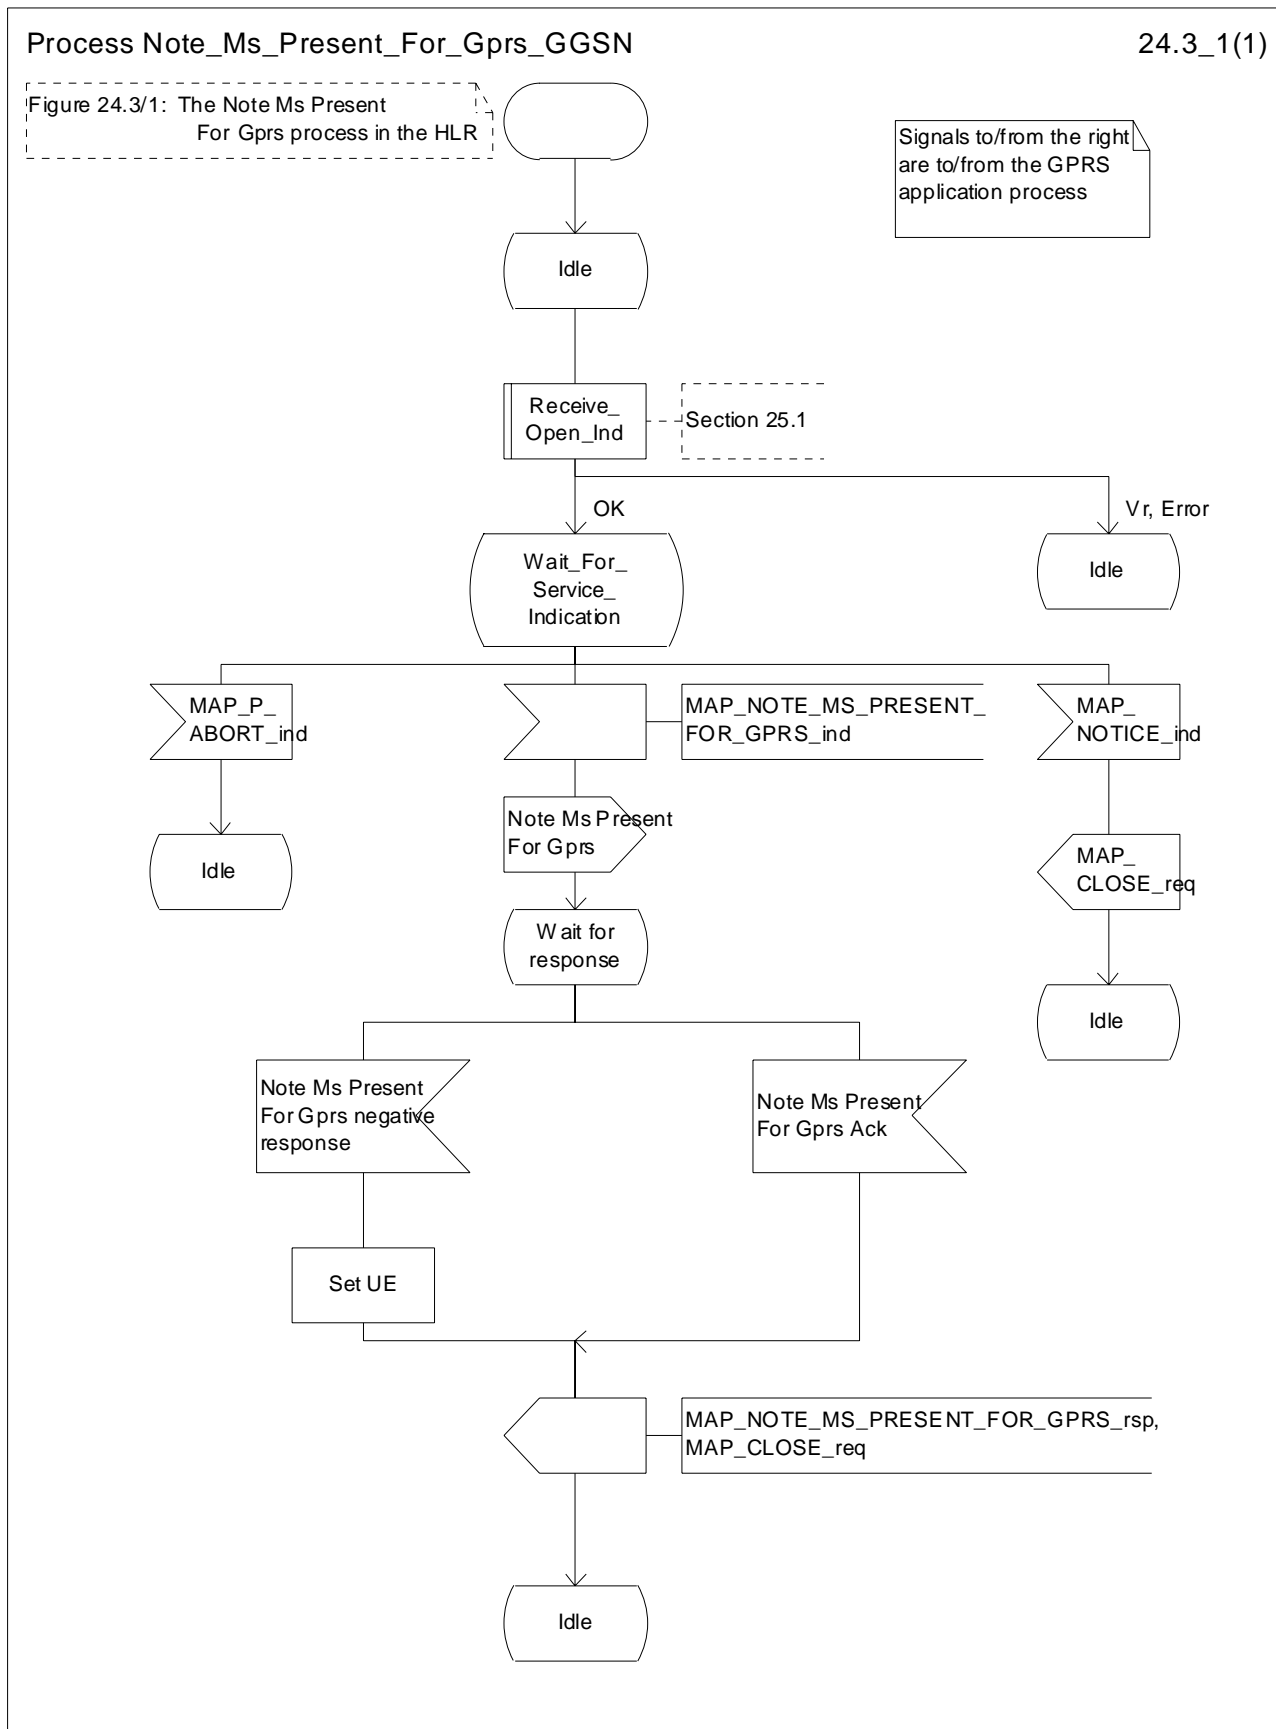 Process Note_Ms_Present_For_Gprs_GGSN
24.3_1(1)
Figure 24.3/1: The Note Ms Present
For Gprs process in the HLR
Signals to/from the right
are to/from the GPRS
application process
Idle
Receive_
Open_Ind
Section 25.1
OK
Vr, Error
Wait_For_
Service_
Indication
Idle
MAP_P_
ABORT_ind
MAP_NOTE_MS_PRESENT_
FOR_GPRS_ind
MAP_
NOTICE_ind
Note Ms Present
For Gprs
Idle
MAP_
CLOSE_req
Wait for
response
Idle
Note Ms Present
For Gprs negative
response
Note Ms Present
For Gprs Ack
Set UE
MAP_NOTE_MS_PRESENT_FOR_GPRS_rsp,
MAP_CLOSE_req
Idle